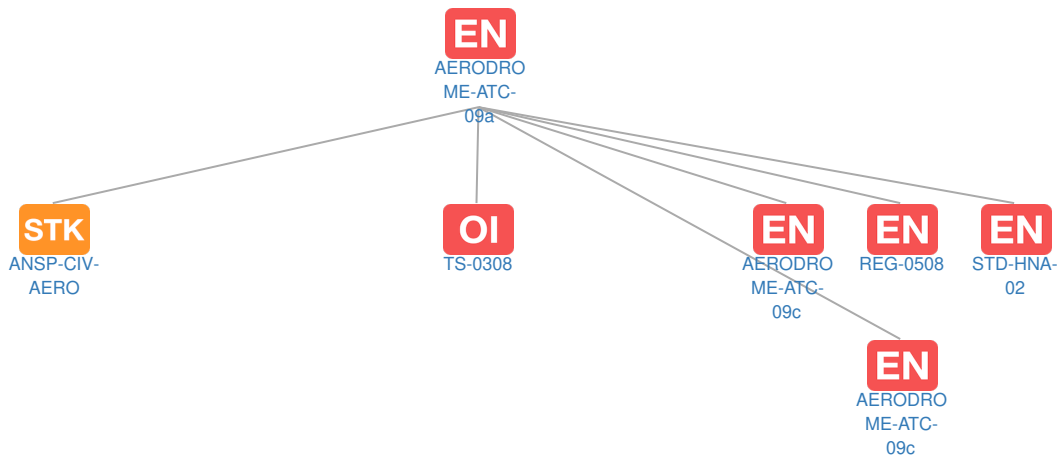 EN
AERODRO
ME-ATC-
09a
STK
ANSP-CIV-
AERO
OI
TS-0308
EN
AERODRO
ME-ATC-
09c
EN
REG-0508
EN
STD-HNA-
02
EN
AERODRO
ME-ATC-
09c